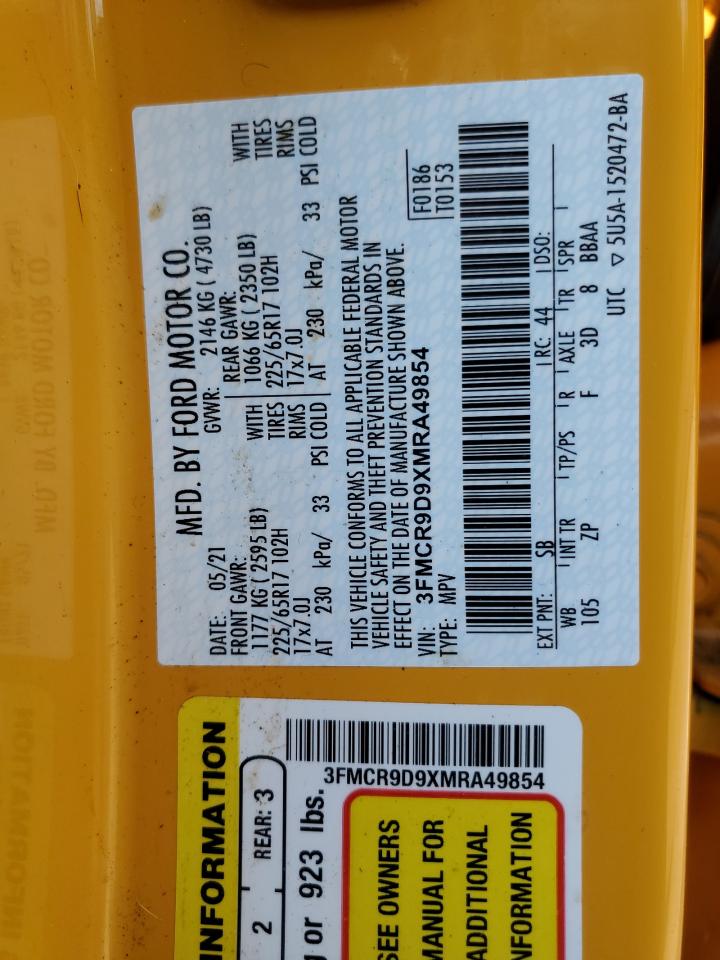 MFD. BY FORD MOTOR CO.
DATE: 05/21 GVWR: 2146 KG ( 4730 LB)
FRONT GAWR: REAR GAWR:
1177 KG ( 2595 LB) WITH 1066 KG ( 2350 LB) WITH
225/65R17 102H TIRES 225/65R17 102H TIRES
17x7.0J RIMS 17x7.0J RIMS
AT 230 kPa/ 33 PSI COLD AT 230 kPa/ 33 PSI COLD
THIS VEHICLE CONFORMS TO ALL APPLICABLE FEDERAL MOTOR
VEHICLE SAFETY AND THEFT PREVENTION STANDARDS IN
EFFECT ON THE DATE OF MANUFACTURE SHOWN ABOVE.
VIN: 3FMCR9D9XMRA49854 F0186
TYPE: MPV T0153
EXT PNT: SB RC: 44 DSO:
WB INT TR TP/PS R AXLE TR SPR
105 ZP F 3D 8 BBAA
UTC ▽ 5U5A-1520472-BA
INFORMATION
2 REAR: 3
or 923 lbs.
3FMCR9D9XMRA49854
SEE OWNERS
MANUAL FOR
ADDITIONAL
INFORMATION